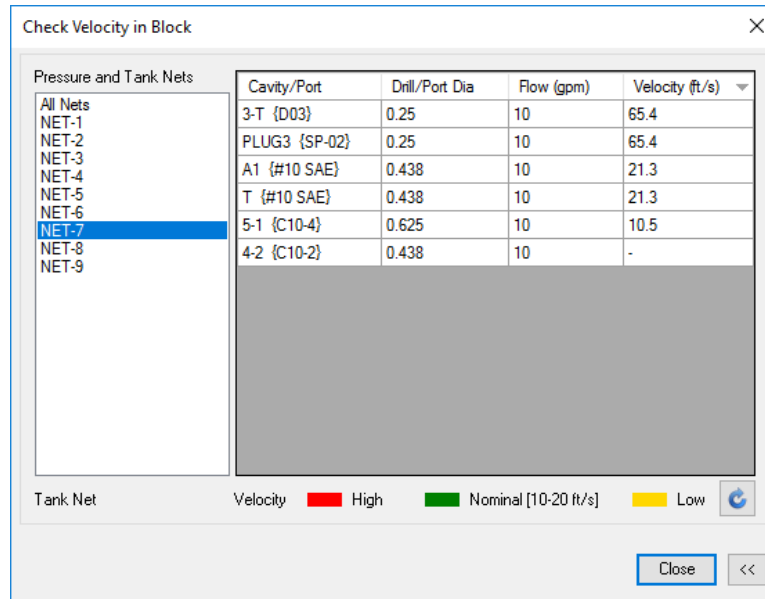 Check Velocity in Block
Pressure and Tank Nets
All Nets
NET-1
NET-2
NET-3
NET-4
NET-5
NET-6
NET-7
NET-8
NET-9
Cavity/Port Drill/Port Dia Flow (gpm) Velocity (ft/s)
3-T {D03} 0.25 10 65.4
PLUG3 {SP-02} 0.25 10 65.4
A1 {#10 SAE} 0.438 10 21.3
T {#10 SAE} 0.438 10 21.3
5-1 {C10-4} 0.625 10 10.5
4-2 {C10-2} 0.438 10 -
Tank Net Velocity High Nominal [10-20 ft/s] Low
Close <<